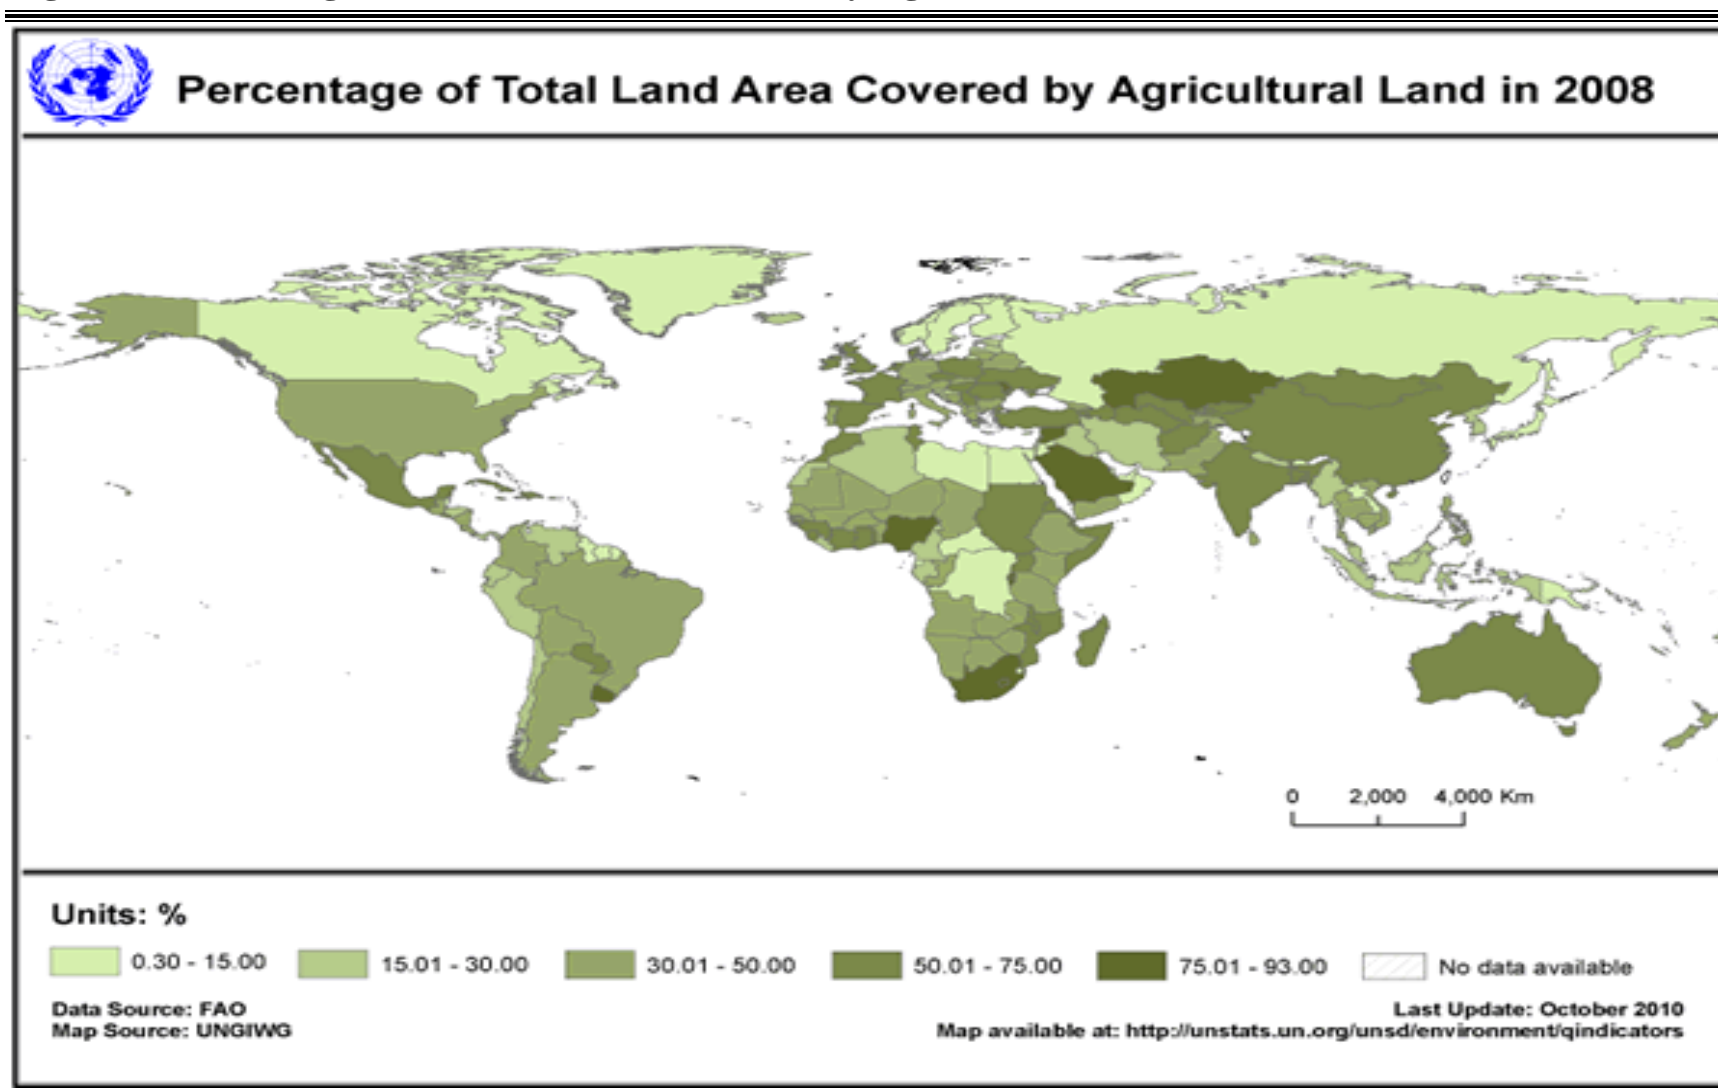 Percentage of Total Land Area Covered by Agricultural Land in 2008
0 2,000 4,000 Km
Units: %
0.30 - 15.00 15.01 - 30.00 30.01 - 50.00 50.01 - 75.00 75.01 - 93.00 No data available
Data Source: FAO
Last Update: October 2010
Map Source: UNGIWG
Map available at: http://unstats.un.org/unsd/environment/qindicators